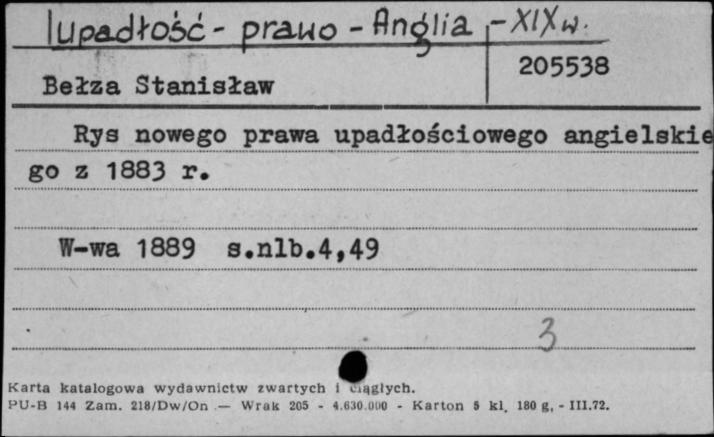 upadłość - prawo - Anglia - XIX w.
205538
Bełza Stanisław
Rys nowego prawa upadłościowego angielskie
go z 1883 r.
W-wa 1889 s.nlb.4,49
3
Karta katalogowa wydawnictw zwartych i ciągłych.
PU-B 144 Zam. 218/Dw/On — Wrak 205 - 4.630.000 - Karton 5 kl. 180 g. - III.72.